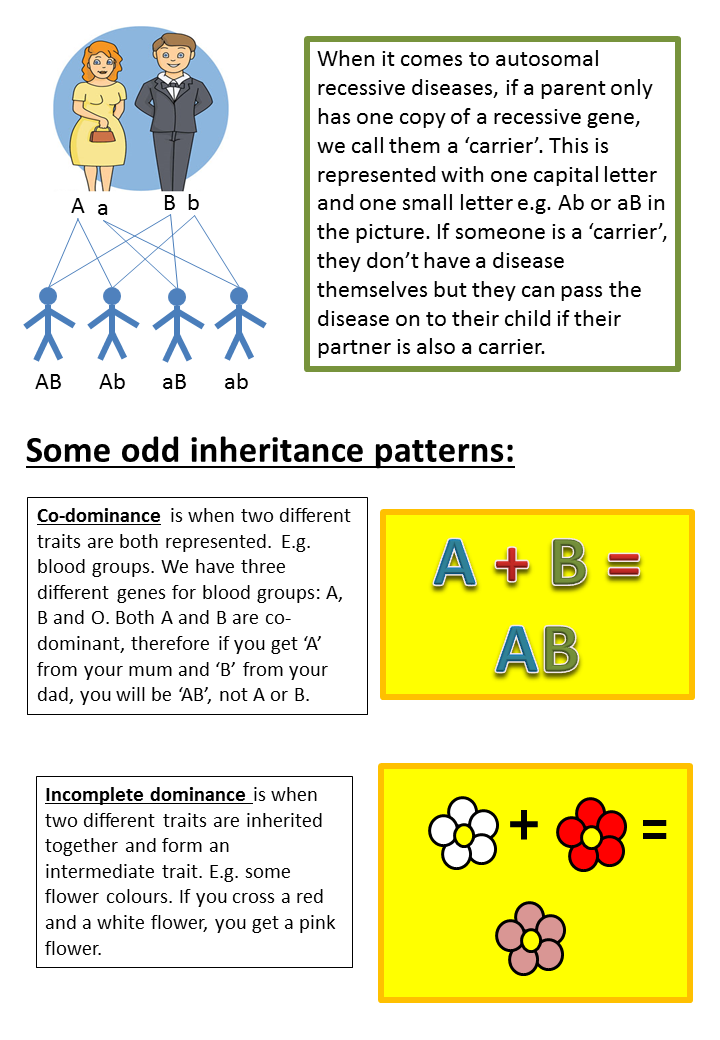 A a B b
AB Ab aB ab
When it comes to autosomal
recessive diseases, if a parent only
has one copy of a recessive gene,
we call them a ‘carrier’. This is
represented with one capital letter
and one small letter e.g. Ab or aB in
the picture. If someone is a ‘carrier’,
they don’t have a disease
themselves but they can pass the
disease on to their child if their
partner is also a carrier.
Some odd inheritance patterns:
Co-dominance is when two different
traits are both represented. E.g.
blood groups. We have three
different genes for blood groups: A,
B and O. Both A and B are co-
dominant, therefore if you get ‘A’
from your mum and ‘B’ from your
dad, you will be ‘AB’, not A or B.
A + B =
AB
Incomplete dominance is when
two different traits are inherited
together and form an
intermediate trait. E.g. some
flower colours. If you cross a red
and a white flower, you get a pink
flower.
+ =